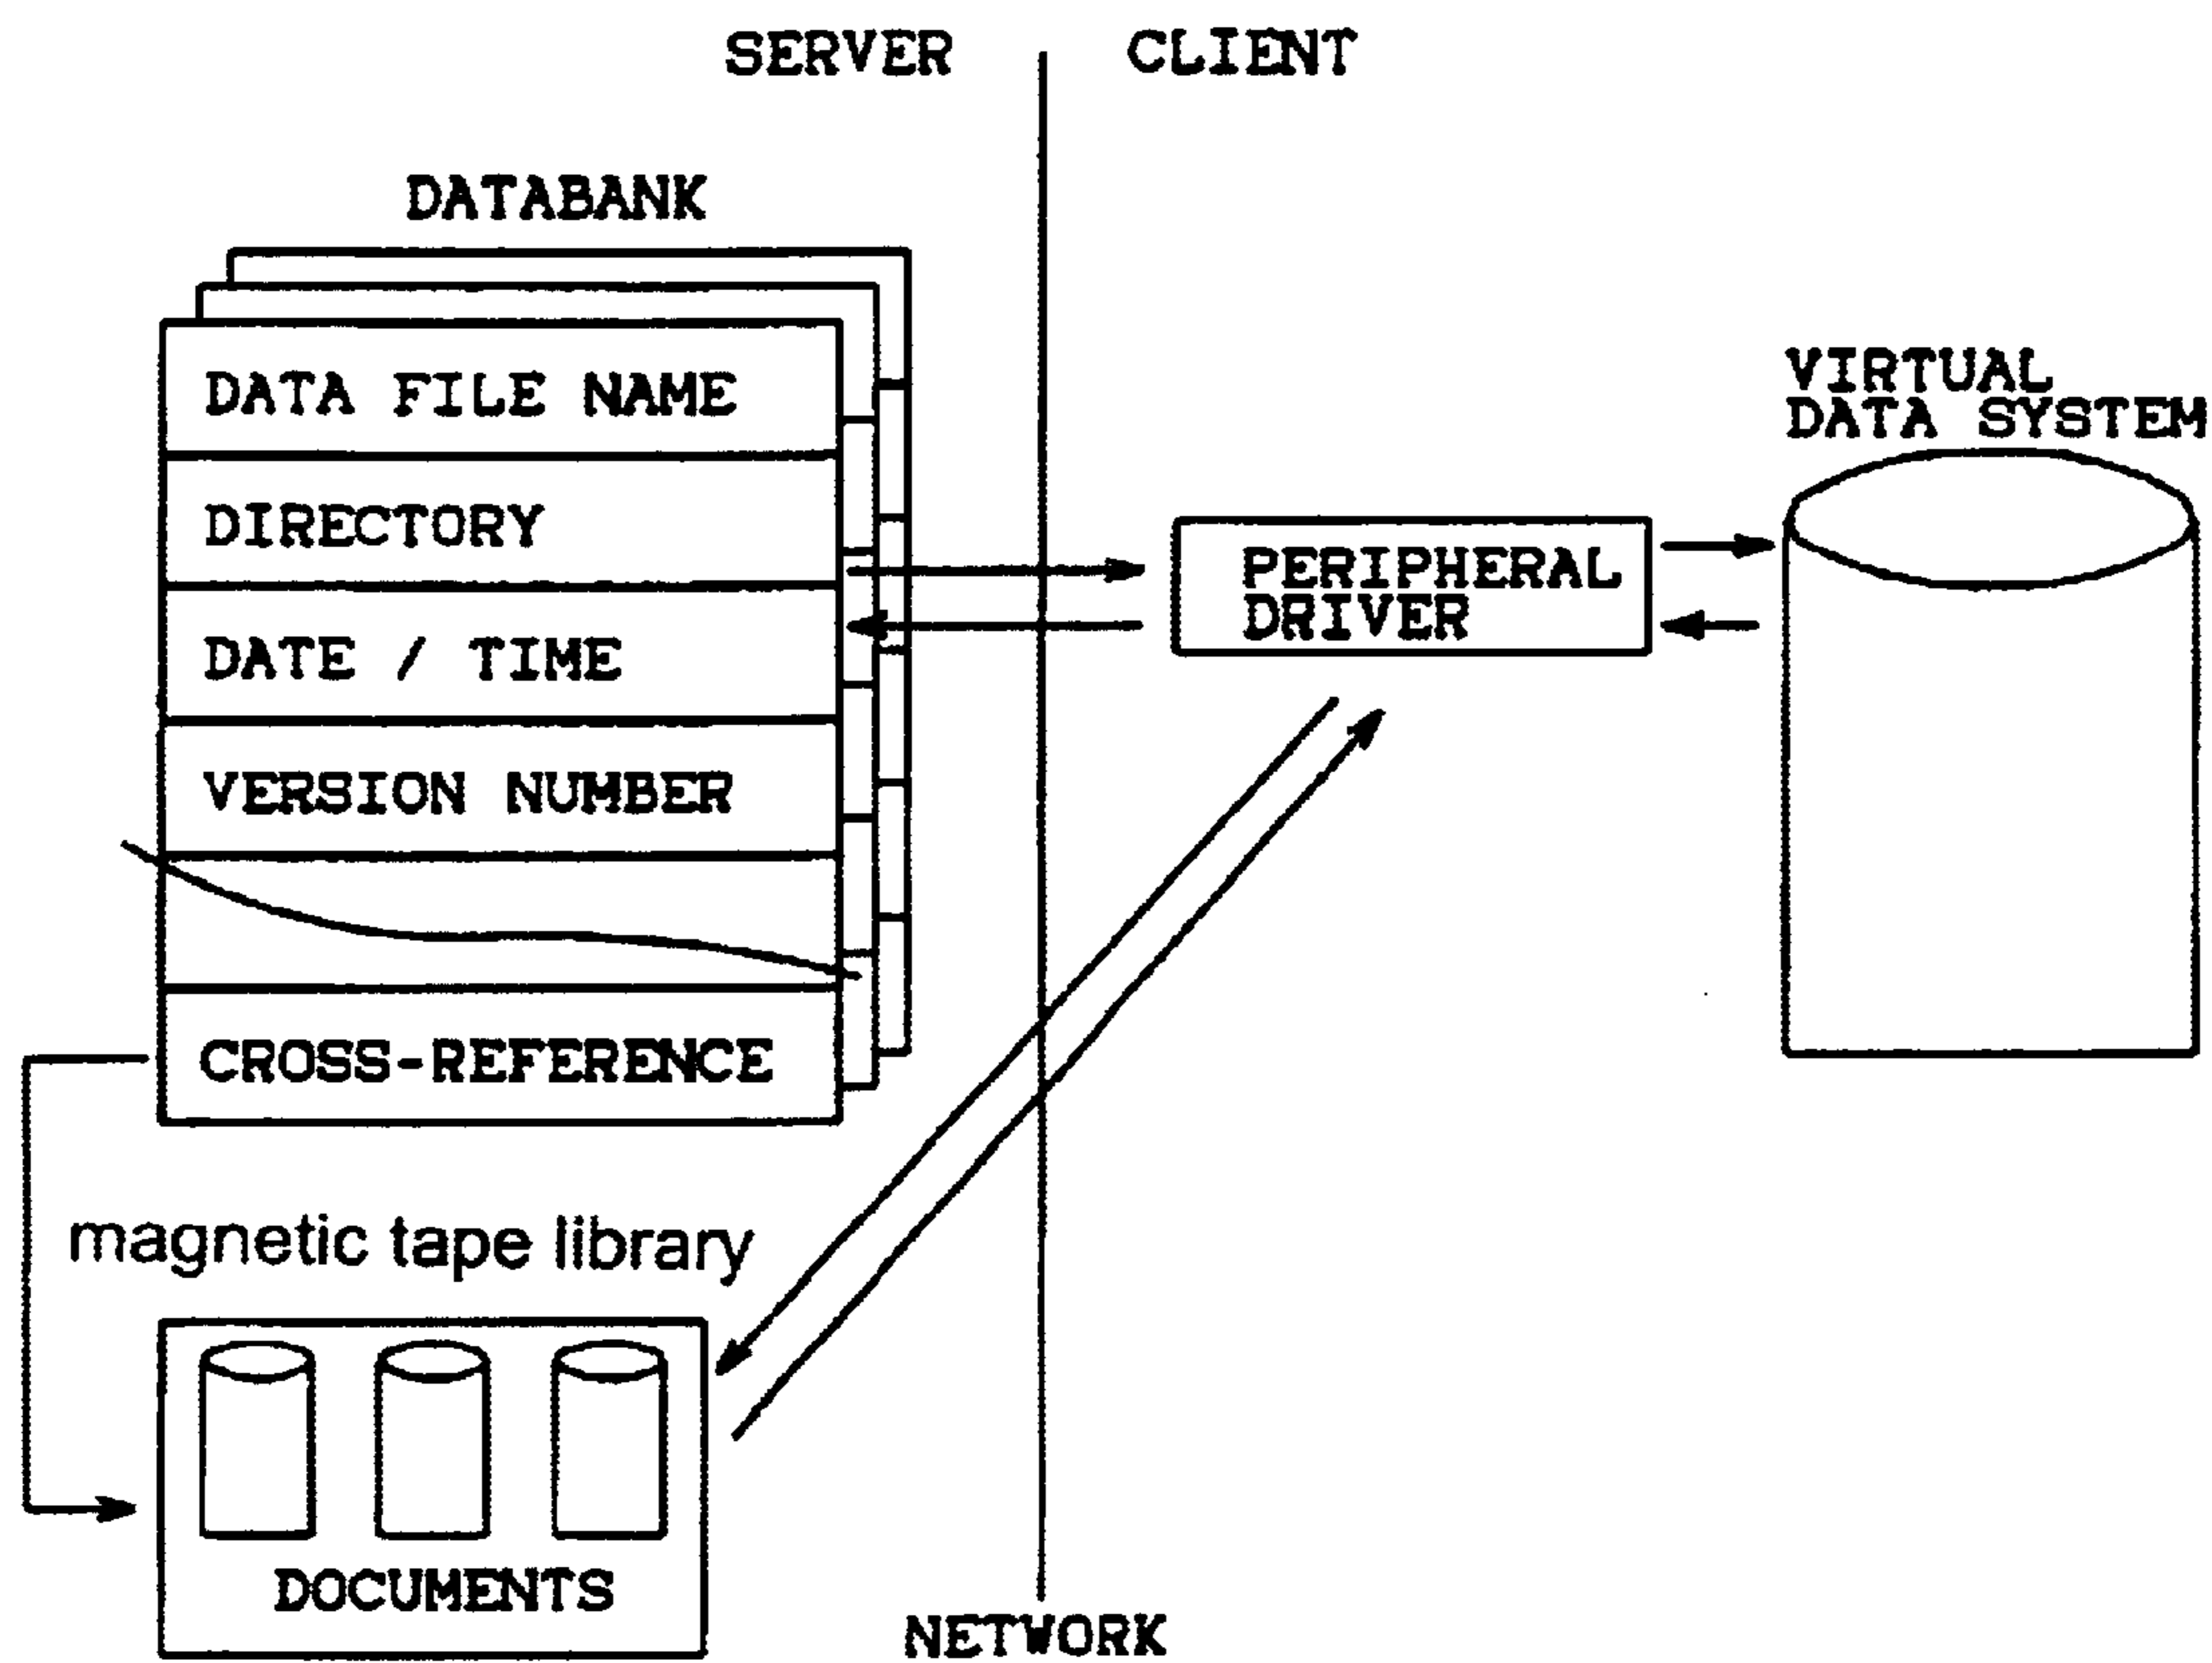 SERVER
CLIENT
DATABANK
DATA FILE NAME
DIRECTORY
DATE / TIME
VERSION NUMBER
CROSS-REFERENCE
PERIPHERAL
DRIVER
VIRTUAL
DATA SYSTEM
magnetic tape library
DOCUMENTS
NETWORK